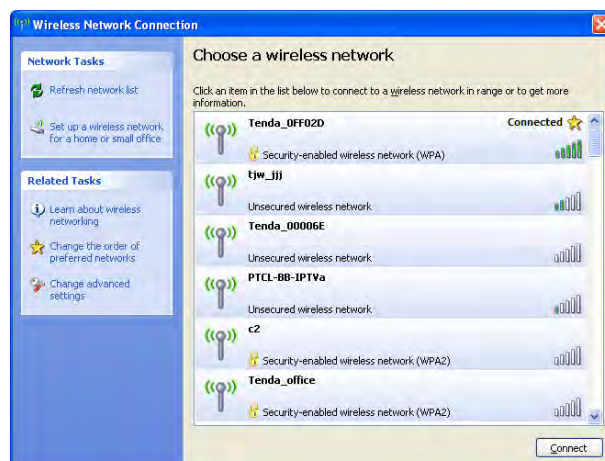 Wireless Network Connection
Network Tasks
Refresh network list
Set up a wireless network
for a home or small office
Related Tasks
Learn about wireless
networking
Change the order of
preferred networks
Change advanced
settings
Choose a wireless network
Click an item in the list below to connect to a wireless network in range or to get more
information.
Tenda_0FF02D
Connected
Security-enabled wireless network (WPA)
tjw_jjj
Unsecured wireless network
Tenda_00006E
Unsecured wireless network
PTCL-BB-IPTVa
Unsecured wireless network
c2
Security-enabled wireless network (WPA2)
Tenda_office
Security-enabled wireless network (WPA2)
Connect